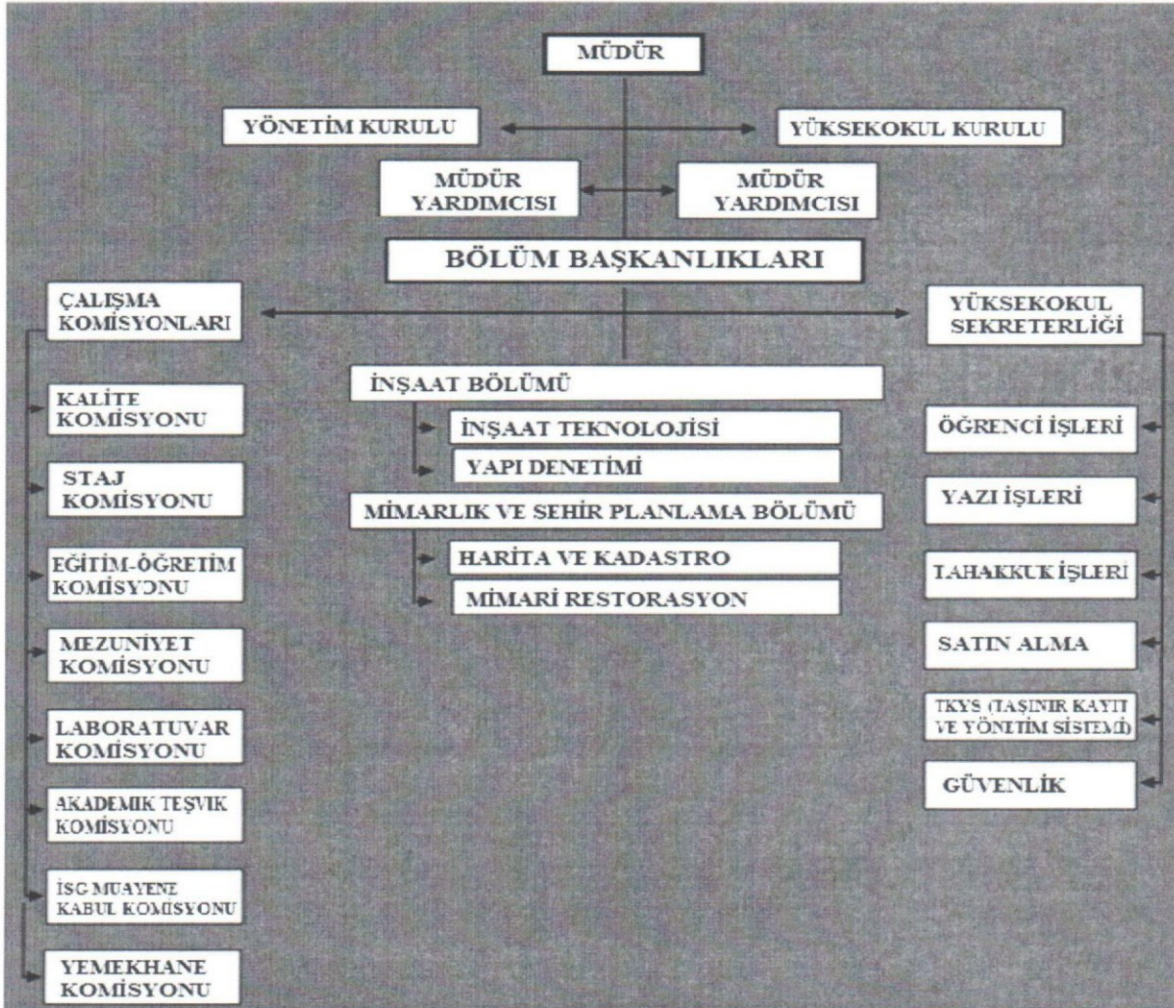 MÜDÜR
YÖNETİM KURULU
YÜKSEKOKUL KURULU
MÜDÜR
YARDIMCISI
MÜDÜR
YARDIMCISI
BÖLÜM BAŞKANLIKLARI
ÇALIŞMA
KOMİSYONLARI
KALİTE
KOMİSYONU
STAJ
KOMİSYONU
EĞİTİM-ÖĞRETİM
KOMİSYONU
MEZUNİYET
KOMİSYONU
LABORATUVAR
KOMİSYONU
AKADEMIK TEŞVIK
KOMİSYONU
İSG MUAYENE
KABUL KOMİSYONU
YEMEKHANE
KOMİSYONU
İNŞAAT BÖLÜMÜ
İNŞAAT TEKNOLOJİSİ
YAPI DENETİMİ
MİMARLIK VE SEHİR PLANLAMA BÖLÜMÜ
HARİTA VE KADASTRO
MİMARİ RESTORASYON
YÜKSEKOKUL
SEKRETERLİĞİ
ÖĞRENCİ İŞLERİ
YAZI İŞLERİ
TAHAKKUK İŞLERİ
SATIN ALMA
TKYS (TAŞINIR KAYIT
VE YÖNETİM SİSTEMİ)
GÜVENLİK